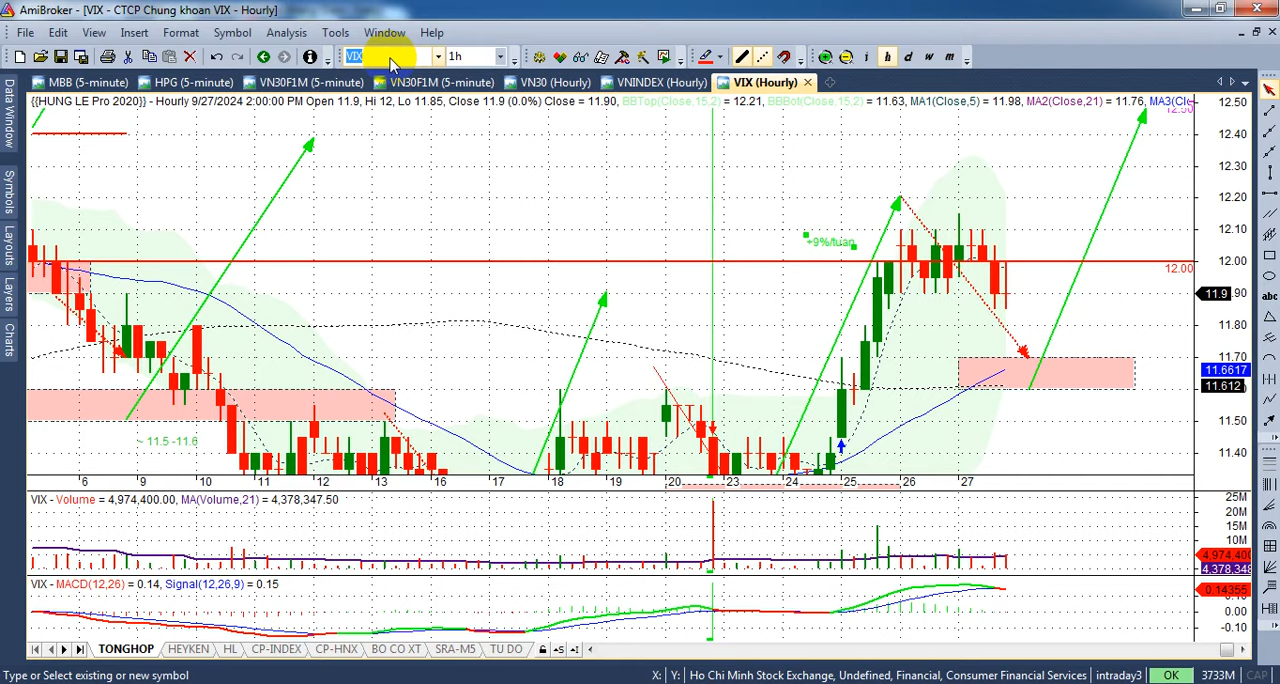 AmiBroker - [VIX - CTCP Chung khoan VIX - Hourly]
File Edit View Insert Format Symbol Analysis Tools Window Help
VIX 1h i h d w m
MBB (5-minute) HPG (5-minute) VN30F1M (5-minute) VN30F1M (5-minute) VN30 (Hourly) VNINDEX (Hourly) VIX (Hourly)
Data Window
Symbols
Layouts
Layers
Charts
{{HUNG LE Pro 2020}} - Hourly 9/27/2024 2:00:00 PM Open 11.9, Hi 12, Lo 11.85, Close 11.9 (0.0%) Close = 11.90, BBTop(Close,15,2) = 12.21, BBBot(Close,15,2) = 11.63, MA1(Close,5) = 11.98, MA2(Close,21) = 11.76, MA3(Clo
12.50
12.50
12.40
12.30
12.20
+9%/tuan
12.10
12.00
12.00
11.9
11.90
11.80
11.70
11.6617
11.612
11.50
~ 11.5 -11.6
11.40
6 9 10 11 12 13 16 17 18 19 20 23 24 25 26 27
VIX - Volume = 4,974,400.00, MA(Volume,21) = 4,378,347.50
25M
20M
15M
10M
4,974,400
4,378,348
VIX - MACD(12,26) = 0.14, Signal(12,26,9) = 0.15
0.14355
0.10
0.00
-0.10
TONGHOP HEYKEN HL CP-INDEX CP-HNX BO CO XT SRA-M5 TU DO
Type or Select existing or new symbol X: Y: Ho Chi Minh Stock Exchange, Undefined, Financial, Consumer Financial Services intraday3 OK 3733M CAP
abc